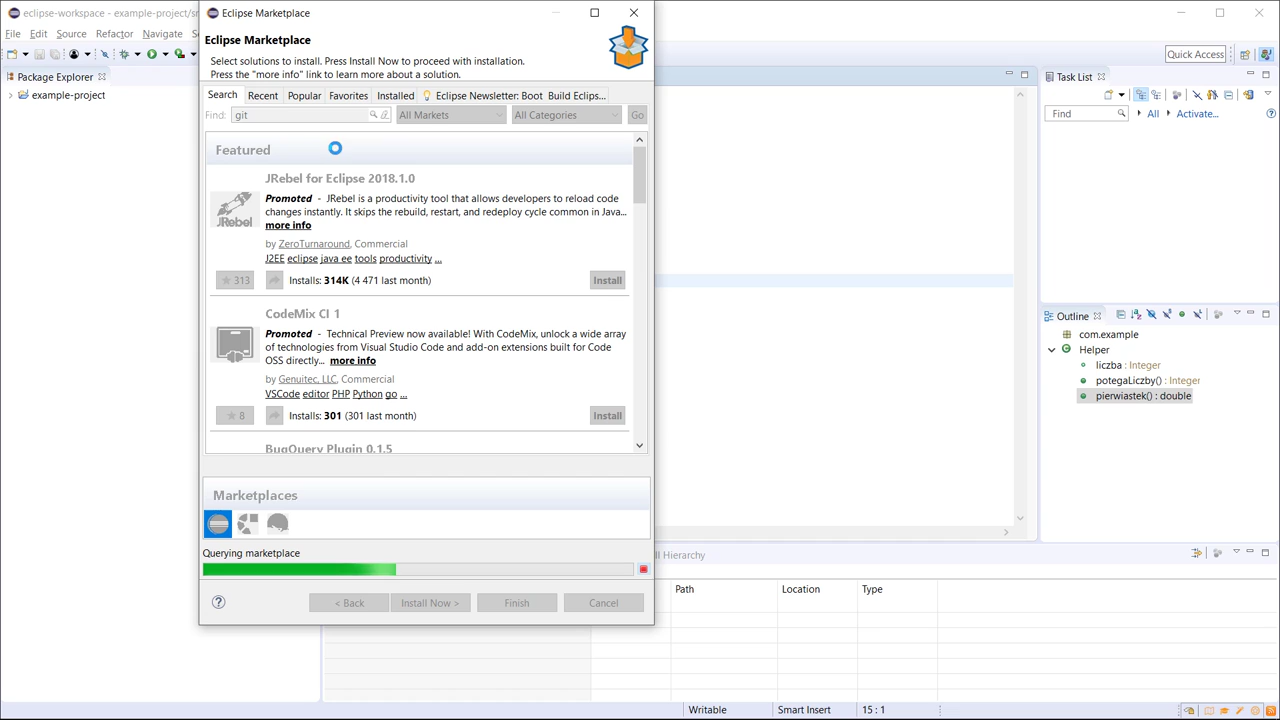 eclipse-workspace - example-project/sr
Eclipse Marketplace
File Edit Source Refactor Navigate
Eclipse Marketplace
Select solutions to install. Press Install Now to proceed with installation.
Press the "more info" link to learn more about a solution.
Quick Access
Package Explorer
example-project
Search Recent Popular Favorites Installed Eclipse Newsletter: Boot Build Eclips...
Find: git All Markets All Categories Go
Featured
JRebel for Eclipse 2018.1.0
Promoted - JRebel is a productivity tool that allows developers to reload code
changes instantly. It skips the rebuild, restart, and redeploy cycle common in Java...
more info
JRebel
by ZeroTurnaround, Commercial
J2EE eclipse java ee tools productivity ...
313 Installs: 314K (4 471 last month) Install
CodeMix CI 1
Promoted - Technical Preview now available! With CodeMix, unlock a wide array
of technologies from Visual Studio Code and add-on extensions built for Code
OSS directly... more info
by Genuitec, LLC, Commercial
VSCode editor PHP Python go ...
8 Installs: 301 (301 last month) Install
BugQuery Plugin 0.1.5
Marketplaces
Querying marketplace
< Back Install Now > Finish Cancel
Task List
Find All Activate...
Outline
com.example
Helper
liczba : Integer
potegaLiczby() : Integer
pierwiastek() : double
ll Hierarchy
Path Location Type
Writable Smart Insert 15 : 1